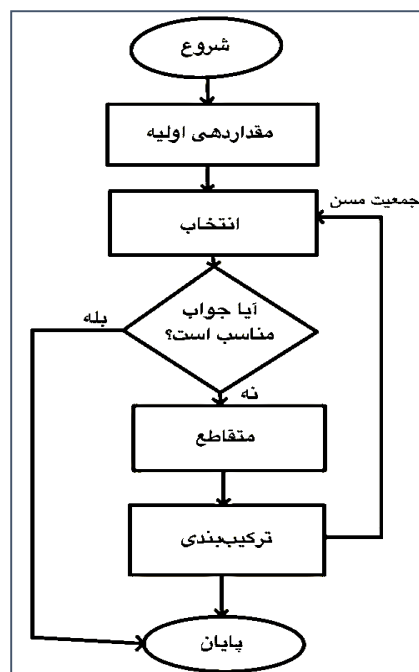 شروع
مقداردهی اولیه
جمعیت مسن
انتخاب
آیا جواب
مناسب است؟
بله
نه
متقاطع
ترکیب‌بندی
پایان